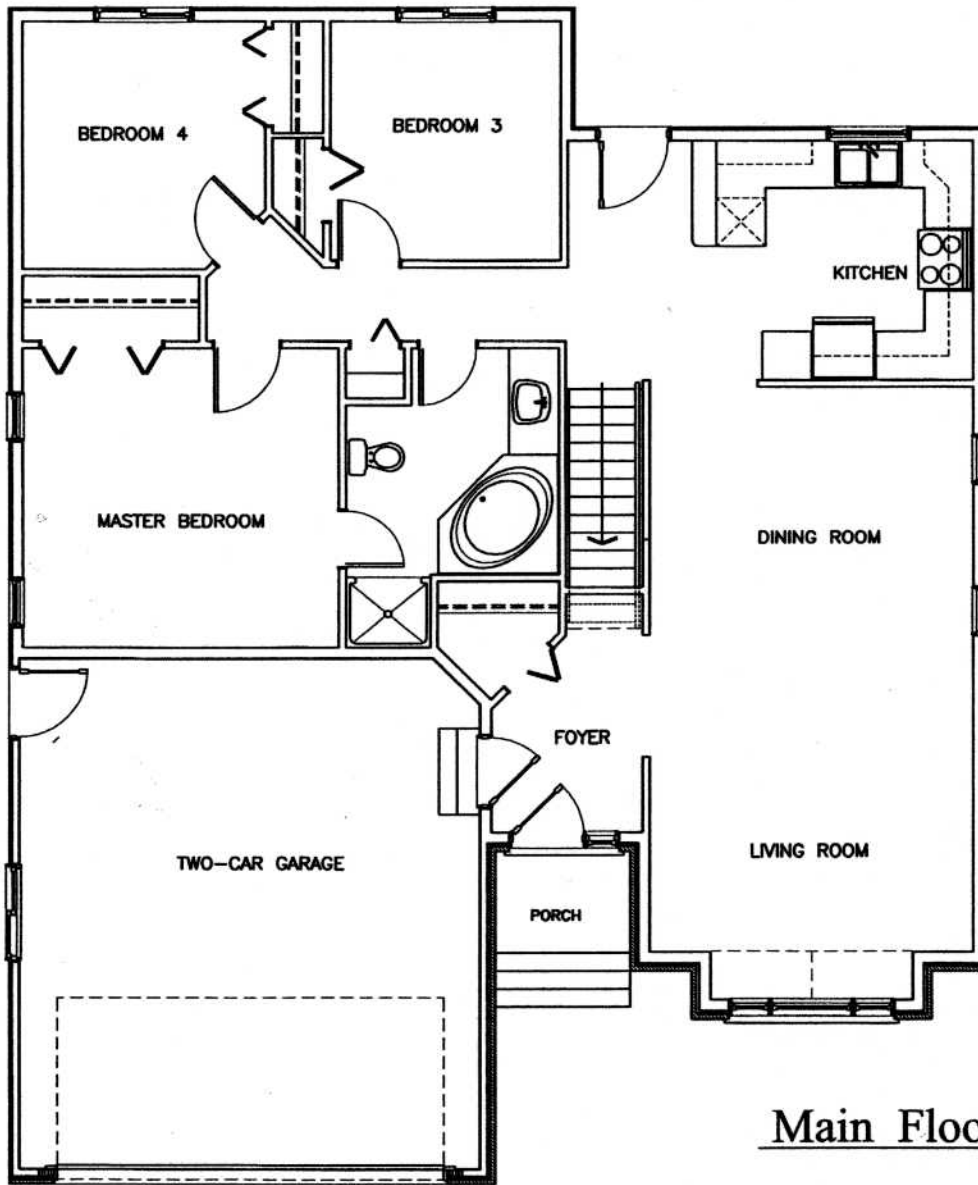 BEDROOM 4
BEDROOM 3
KITCHEN
MASTER BEDROOM
DINING ROOM
FOYER
TWO-CAR GARAGE
LIVING ROOM
PORCH
Main Floo